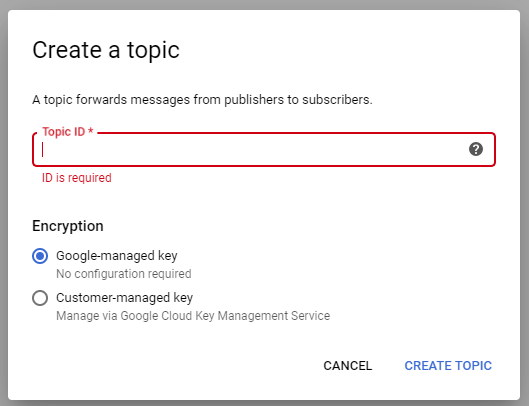 Create a topic
A topic forwards messages from publishers to subscribers.
Topic ID *
ID is required
Encryption
Google-managed key
No configuration required
Customer-managed key
Manage via Google Cloud Key Management Service
CANCEL CREATE TOPIC